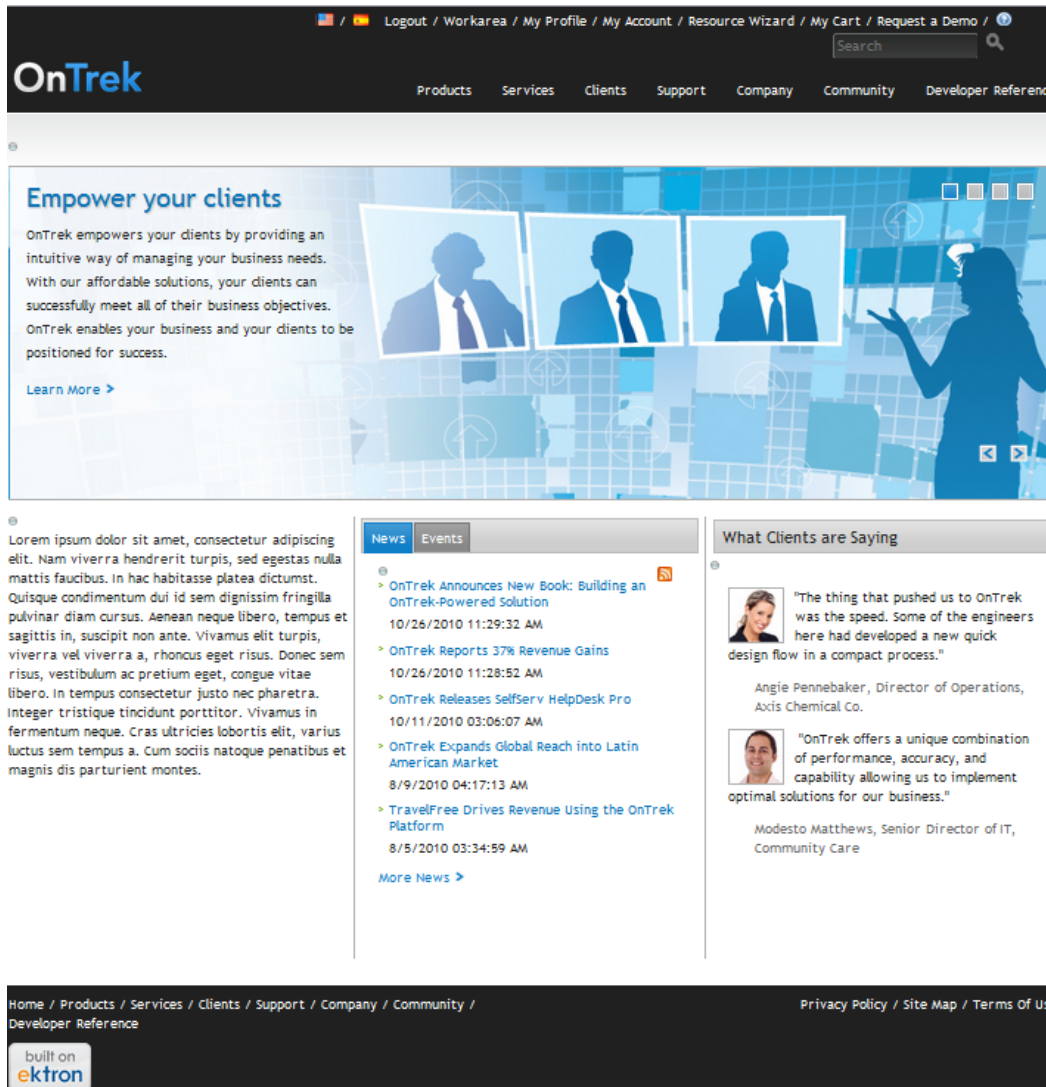 / Logout / Workarea / My Profile / My Account / Resource Wizard / My Cart / Request a Demo /
Search
OnTrek
Products Services Clients Support Company Community Developer Referenc
Empower your clients
OnTrek empowers your clients by providing an
intuitive way of managing your business needs.
With our affordable solutions, your clients can
successfully meet all of their business objectives.
OnTrek enables your business and your clients to be
positioned for success.
Learn More >
Lorem ipsum dolor sit amet, consectetur adipiscing
elit. Nam viverra hendrerit turpis, sed egestas nulla
mattis faucibus. In hac habitasse platea dictumst.
Quisque condimentum dui id sem dignissim fringilla
pulvinar diam cursus. Aenean neque libero, tempus et
sagittis in, suscipit non ante. Vivamus elit turpis,
viverra vel viverra a, rhoncus eget risus. Donec sem
risus, vestibulum ac pretium eget, congue vitae
libero. In tempus consectetur justo nec pharetra.
Integer tristique tincidunt porttitor. Vivamus in
fermentum neque. Cras ultricies lobortis elit, varius
luctus sem tempus a. Cum sociis natoque penatibus et
magnis dis parturient montes.
News Events
> OnTrek Announces New Book: Building an
OnTrek-Powered Solution
10/26/2010 11:29:32 AM
> OnTrek Reports 37% Revenue Gains
10/26/2010 11:28:52 AM
> OnTrek Releases SelfServ HelpDesk Pro
10/11/2010 03:06:07 AM
> OnTrek Expands Global Reach into Latin
American Market
8/9/2010 04:17:13 AM
> TravelFree Drives Revenue Using the OnTrek
Platform
8/5/2010 03:34:59 AM
More News >
What Clients are Saying
"The thing that pushed us to OnTrek
was the speed. Some of the engineers
here had developed a new quick
design flow in a compact process."
Angie Pennebaker, Director of Operations,
Axis Chemical Co.
"OnTrek offers a unique combination
of performance, accuracy, and
capability allowing us to implement
optimal solutions for our business."
Modesto Matthews, Senior Director of IT,
Community Care
Home / Products / Services / Clients / Support / Company / Community /
Developer Reference
Privacy Policy / Site Map / Terms Of Us
built on
ektron